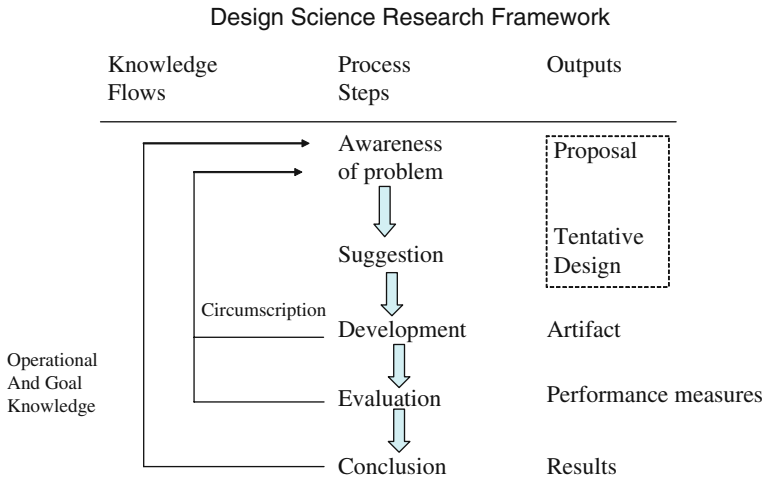 Design Science Research Framework
Knowledge
Flows
Process
Steps
Outputs
Awareness
of problem
Proposal
Suggestion
Tentative
Design
Circumscription
Development
Artifact
Operational
And Goal
Knowledge
Evaluation
Performance measures
Conclusion
Results